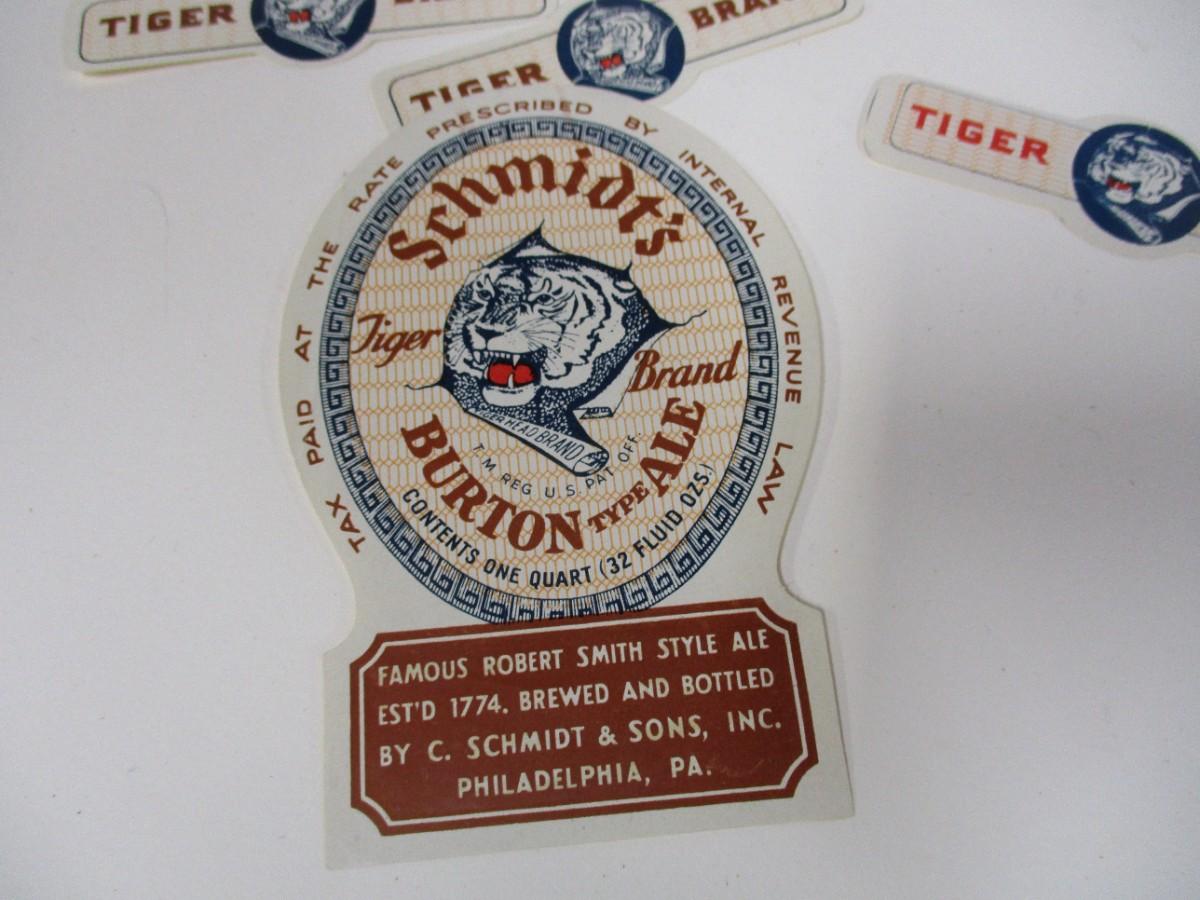 TIGER
TIGER
BRAN
TIGER
TAX PAID AT THE RATE PRESCRIBED BY INTERNAL REVENUE LAW
Schmidt's
Tiger Brand
HEAD BRAND
T.M. REG U.S. PAT OFF.
BURTON TYPE ALE
CONTENTS ONE QUART (32 FLUID OZS.)
FAMOUS ROBERT SMITH STYLE ALE
EST'D 1774. BREWED AND BOTTLED
BY C. SCHMIDT & SONS, INC.
PHILADELPHIA, PA.